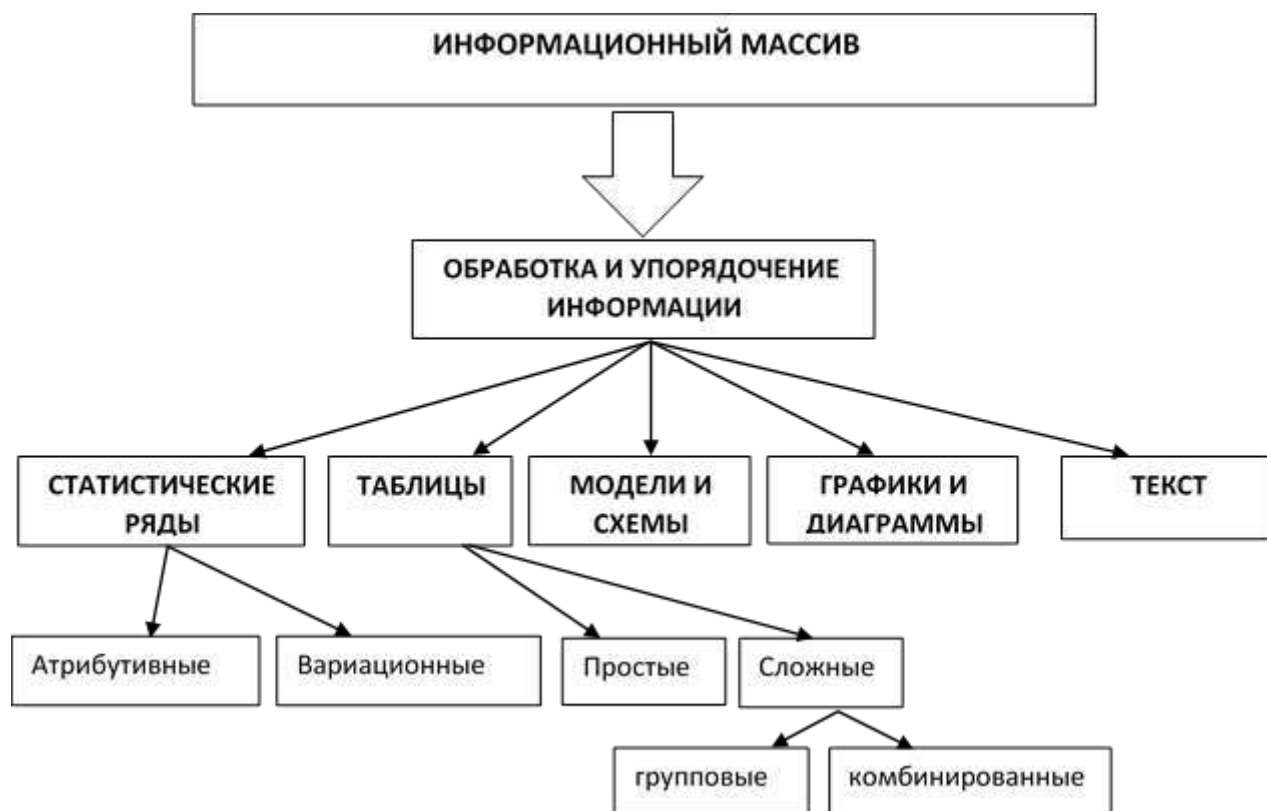 ИНФОРМАЦИОННЫЙ МАССИВ
ОБРАБОТКА И УПОРЯДОЧЕНИЕ
ИНФОРМАЦИИ
СТАТИСТИЧЕСКИЕ
РЯДЫ
ТАБЛИЦЫ
МОДЕЛИ И
СХЕМЫ
ГРАФИКИ И
ДИАГРАММЫ
ТЕКСТ
Атрибутивные
Вариационные
Простые
Сложные
групповые
комбинированные